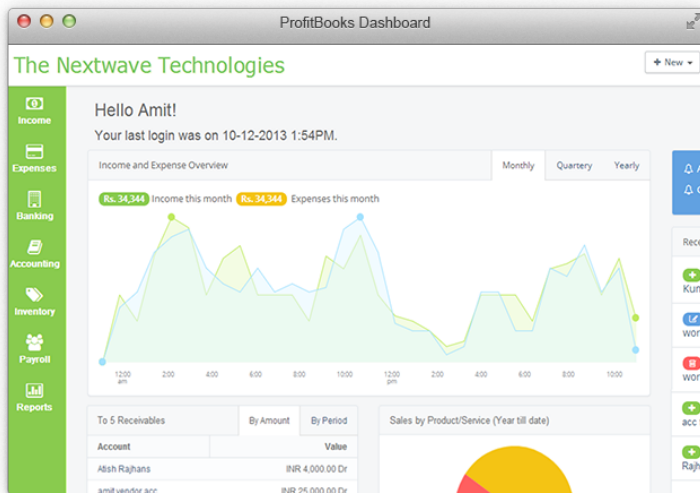 ProfitBooks Dashboard
The Nextwave Technologies
+ New
Income
Expenses
Banking
Accounting
Inventory
Payroll
Reports
Hello Amit!
Your last login was on 10-12-2013 1:54PM.
Income and Expense Overview
Monthly Quartery Yearly
Rs. 34,344 Income this month Rs. 34,344 Expenses this month
12:00 am 2:00 4:00 6:00 8:00 10:00 12:00 pm 2:00 4:00 6:00 8:00 10:00
To 5 Receivables By Amount By Period
Account Value
Atish Rajhans INR 4,000.00 Dr
amit vendor acc INR 25,000.00 Dr
Sales by Product/Service (Year till date)